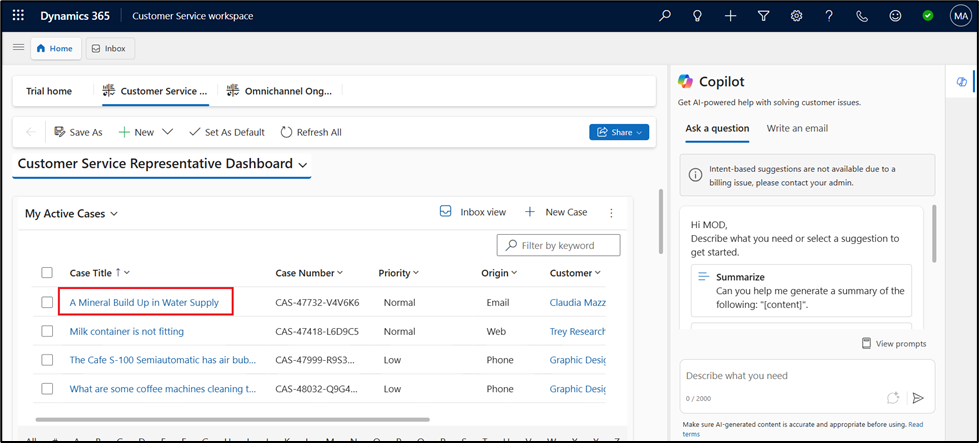 Dynamics 365 Customer Service workspace MA
Home Inbox
Trial home Customer Service ... Omnichannel Ong...
Save As New Set As Default Refresh All Share
Customer Service Representative Dashboard
My Active Cases Inbox view New Case
Filter by keyword
Case Title Case Number Priority Origin Customer
A Mineral Build Up in Water Supply CAS-47732-V4V6K6 Normal Email Claudia Mazz
Milk container is not fitting CAS-47418-L6D9C5 Normal Web Trey Research
The Cafe S-100 Semiautomatic has air bub... CAS-47999-R9S3... Low Phone Graphic Desig
What are some coffee machines cleaning t... CAS-48032-Q9G4... Low Phone Graphic Desig
Copilot
Get AI-powered help with solving customer issues.
Ask a question Write an email
Intent-based suggestions are not available due to a
billing issue, please contact your admin.
Hi MOD,
Describe what you need or select a suggestion to
get started.
Summarize
Can you help me generate a summary of the
following: "[content]".
View prompts
Describe what you need
0 / 2000
Make sure AI-generated content is accurate and appropriate before using. Read
terms